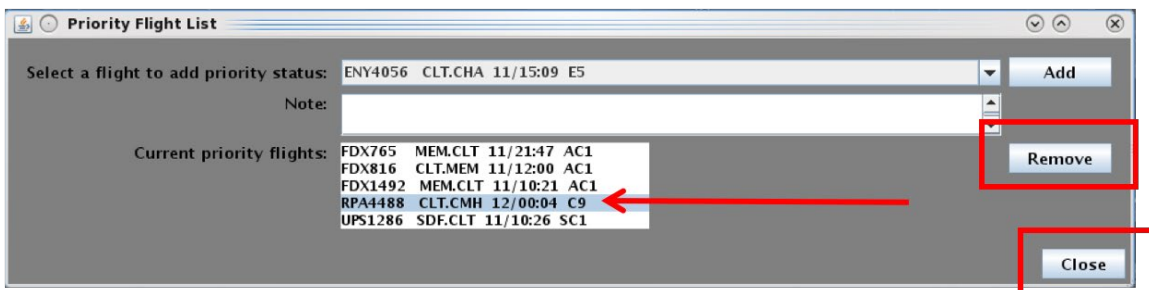 Priority Flight List
Select a flight to add priority status: ENY4056 CLT.CHA 11/15:09 E5 Add
Note:
Current priority flights: Remove
FDX765 MEM.CLT 11/21:47 AC1
FDX816 CLT.MEM 11/12:00 AC1
FDX1492 MEM.CLT 11/10:21 AC1
RPA4488 CLT.CMH 12/00:04 C9
UPS1286 SDF.CLT 11/10:26 SC1
Close